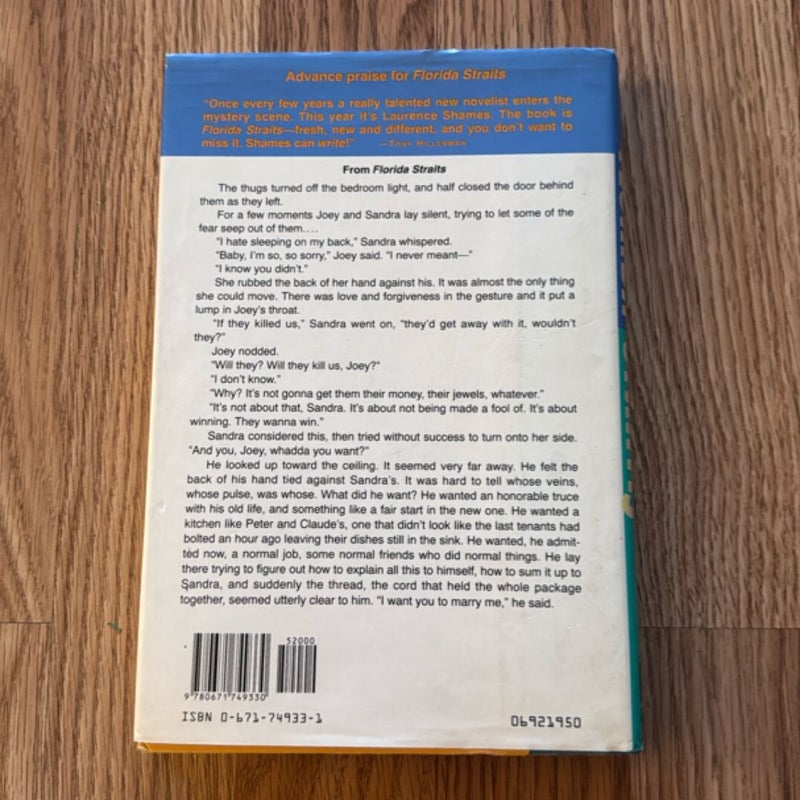 Advance praise for Florida Straits
"Once every few years a really talented new novelist enters the
mystery scene. This year it's Laurence Shames. The book is
Florida Straits—fresh, new and different, and you don't want to
miss it. Shames can write!" —TONY HILLERMAN
From Florida Straits
The thugs turned off the bedroom light, and half closed the door behind
them as they left.
For a few moments Joey and Sandra lay silent, trying to let some of the
fear seep out of them....
"I hate sleeping on my back," Sandra whispered.
"Baby, I'm so, so sorry," Joey said. "I never meant—"
"I know you didn't."
She rubbed the back of her hand against his. It was almost the only thing
she could move. There was love and forgiveness in the gesture and it put a
lump in Joey's throat.
"If they killed us," Sandra went on, "they'd get away with it, wouldn't
they?"
Joey nodded.
"Will they? Will they kill us, Joey?"
"I don't know."
"Why? It's not gonna get them their money, their jewels, whatever."
"It's not about that, Sandra. It's about not being made a fool of. It's about
winning. They wanna win."
Sandra considered this, then tried without success to turn onto her side.
"And you, Joey, whadda you want?"
He looked up toward the ceiling. It seemed very far away. He felt the
back of his hand tied against Sandra's. It was hard to tell whose veins,
whose pulse, was whose. What did he want? He wanted an honorable truce
with his old life, and something like a fair start in the new one. He wanted a
kitchen like Peter and Claude's, one that didn't look like the last tenants had
bolted an hour ago leaving their dishes still in the sink. He wanted, he admit-
ted now, a normal job, some normal friends who did normal things. He lay
there trying to figure out how to explain all this to himself, how to sum it up to
Sandra, and suddenly the thread, the cord that held the whole package
together, seemed utterly clear to him. "I want you to marry me," he said.
52000
9 780671 749330
ISBN 0-671-74933-1
06921950